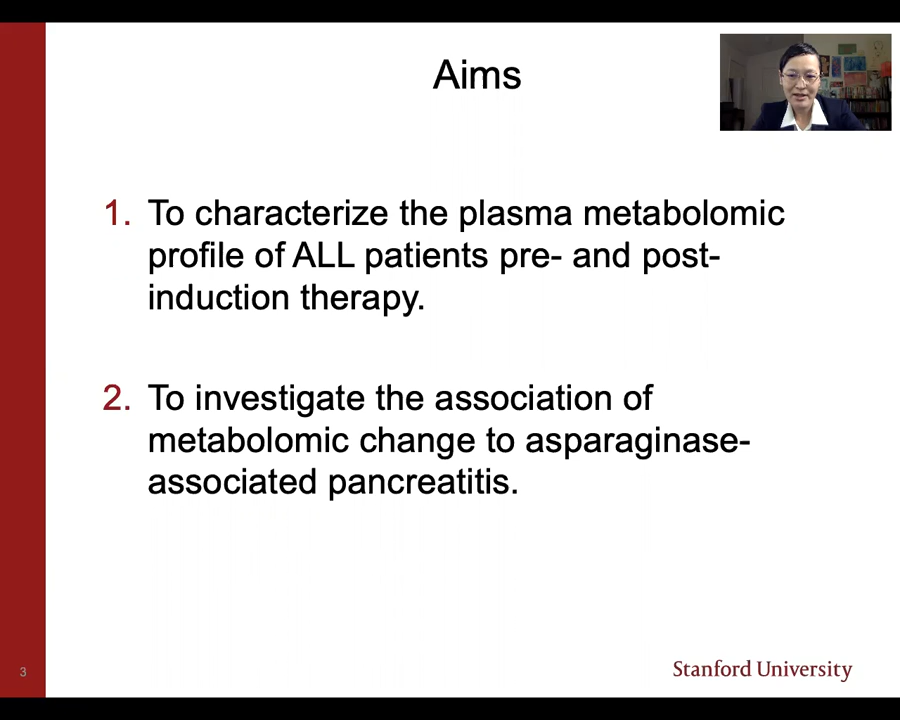 Aims
1. To characterize the plasma metabolomic
profile of ALL patients pre- and post-
induction therapy.
2. To investigate the association of
metabolomic change to asparaginase-
associated pancreatitis.
3
Stanford University